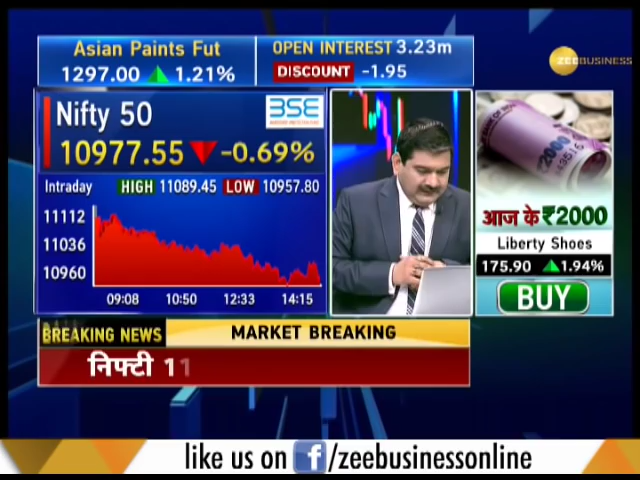 Asian Paints Fut
1297.00 1.21%
OPEN INTEREST 3.23m
DISCOUNT -1.95
ZEEBUSINESS
Nifty 50
BSE
10977.55 -0.69%
Intraday HIGH 11089.45 LOW 10957.80
11112
11036
10960
09:08 10:50 12:33 14:15
2000
आज के ₹2000
Liberty Shoes
175.90 1.94%
BUY
BREAKING NEWS
MARKET BREAKING
निफ्टी 11
like us on f/zeebusinessonline